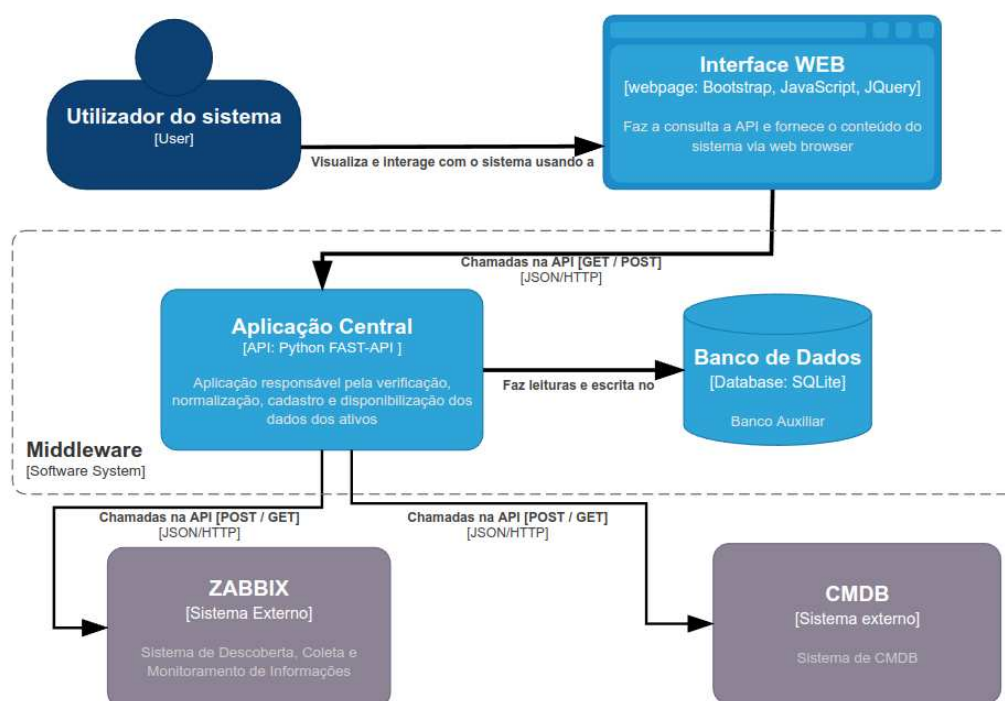 Utilizador do sistema
[User]
Visualiza e interage com o sistema usando a
Interface WEB
[webpage: Bootstrap, JavaScript, JQuery]
Faz a consulta a API e fornece o conteúdo do
sistema via web browser
Chamadas na API [GET / POST]
[JSON/HTTP]
Aplicação Central
[API: Python FAST-API ]
Aplicação responsável pela verificação,
normalização, cadastro e disponibilização dos
dados dos ativos
Faz leituras e escrita no
Banco de Dados
[Database: SQLite]
Banco Auxiliar
Middleware
[Software System]
Chamadas na API [POST / GET]
[JSON/HTTP]
Chamadas na API [POST / GET]
[JSON/HTTP]
ZABBIX
[Sistema Externo]
Sistema de Descoberta, Coleta e
Monitoramento de Informações
CMDB
[Sistema externo]
Sistema de CMDB